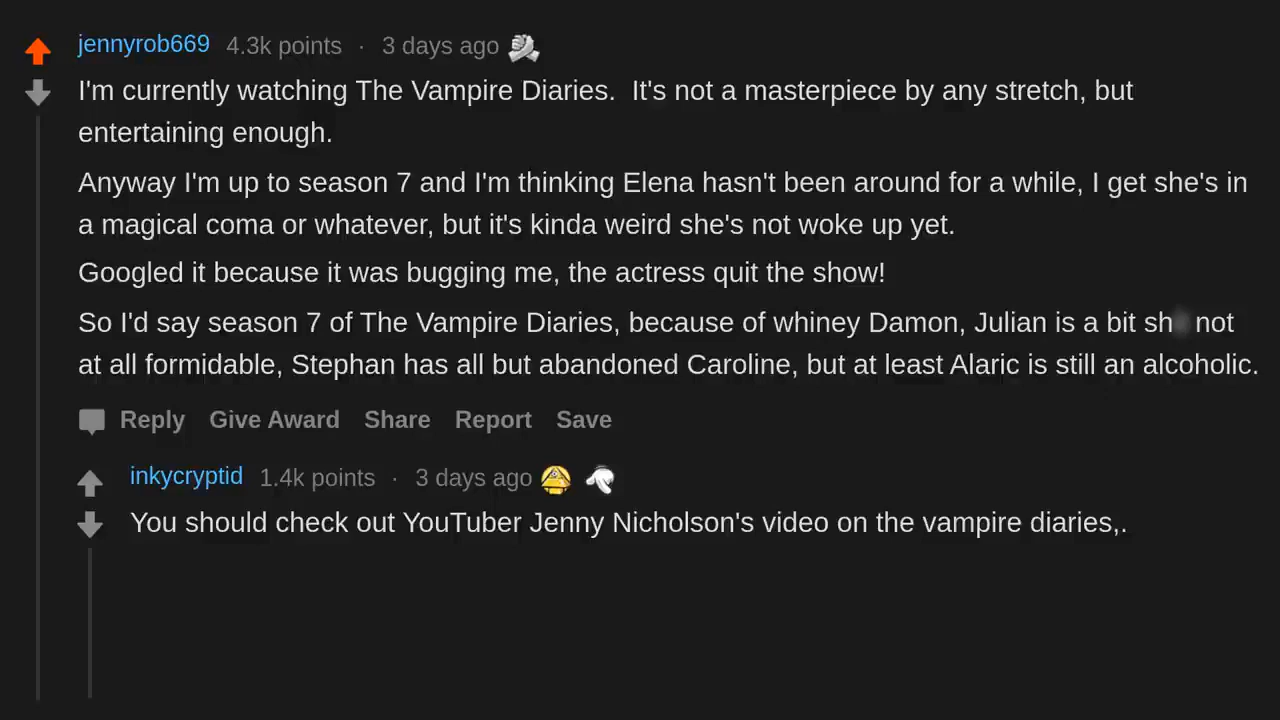 jennyrob669 4.3k points · 3 days ago
I'm currently watching The Vampire Diaries.  It's not a masterpiece by any stretch, but
entertaining enough.
Anyway I'm up to season 7 and I'm thinking Elena hasn't been around for a while, I get she's in
a magical coma or whatever, but it's kinda weird she's not woke up yet.
Googled it because it was bugging me, the actress quit the show!
So I'd say season 7 of The Vampire Diaries, because of whiney Damon, Julian is a bit not
at all formidable, Stephan has all but abandoned Caroline, but at least Alaric is still an alcoholic.
Reply Give Award Share Report Save
inkycryptid 1.4k points · 3 days ago
You should check out YouTuber Jenny Nicholson's video on the vampire diaries,.